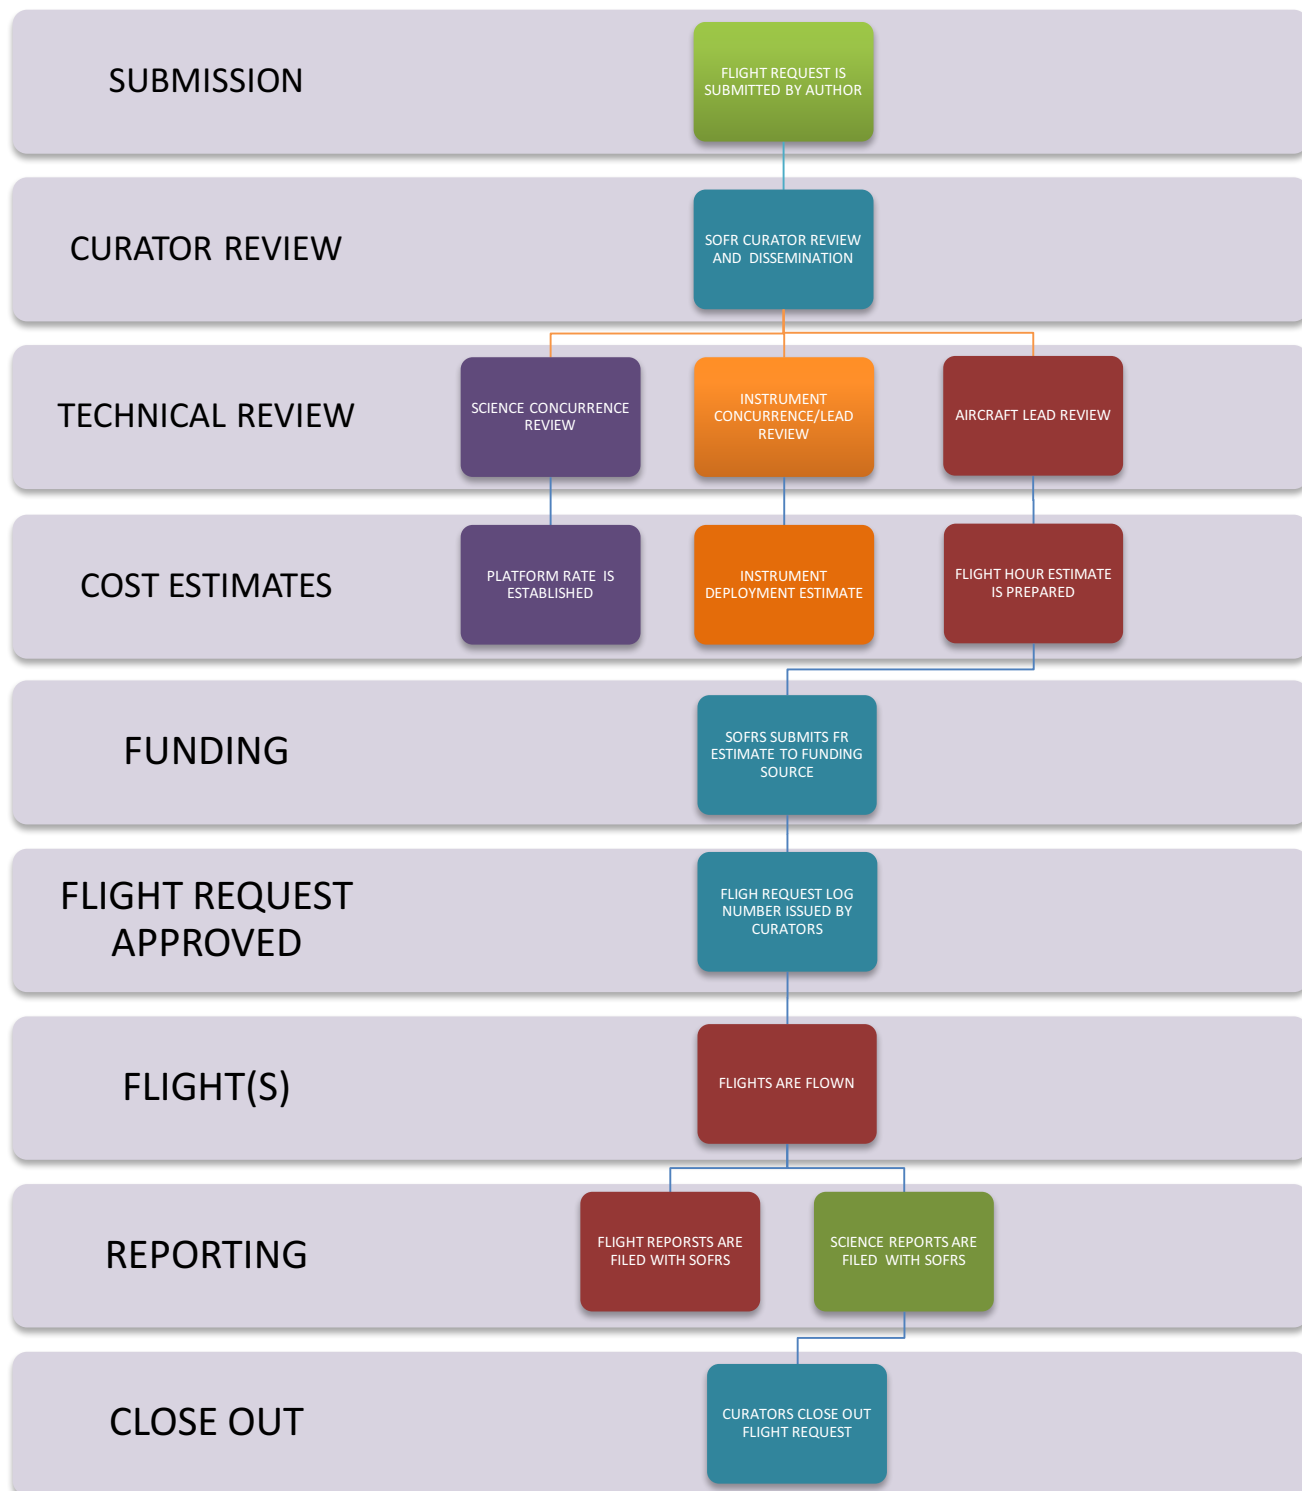 SUBMISSION
FLIGHT REQUEST IS
SUBMITTED BY AUTHOR
CURATOR REVIEW
SOFR CURATOR REVIEW
AND DISSEMINATION
TECHNICAL REVIEW
SCIENCE CONCURRENCE
REVIEW
INSTRUMENT
CONCURRENCE/LEAD
REVIEW
AIRCRAFT LEAD REVIEW
COST ESTIMATES
PLATFORM RATE IS
ESTABLISHED
INSTRUMENT
DEPLOYMENT ESTIMATE
FLIGHT HOUR ESTIMATE
IS PREPARED
FUNDING
SOFRS SUBMITS FR
ESTIMATE TO FUNDING
SOURCE
FLIGHT REQUEST
APPROVED
FLIGH REQUEST LOG
NUMBER ISSUED BY
CURATORS
FLIGHT(S)
FLIGHTS ARE FLOWN
REPORTING
FLIGHT REPORSTS ARE
FILED WITH SOFRS
SCIENCE REPORTS ARE
FILED WITH SOFRS
CLOSE OUT
CURATORS CLOSE OUT
FLIGHT REQUEST